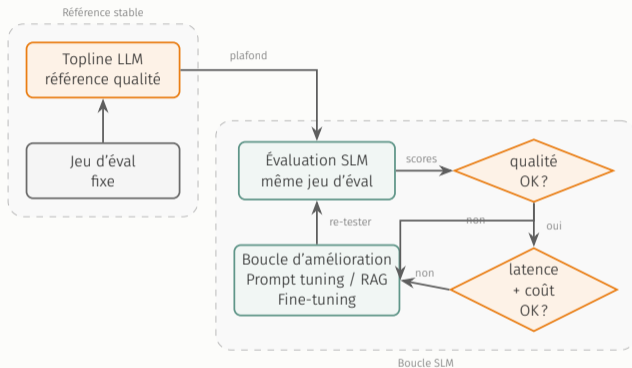 Référence stable
Topline LLM
référence qualité
plafond
Jeu d'éval
fixe
Évaluation SLM
même jeu d'éval
scores
qualité
OK?
non
oui
re-tester
Boucle d'amélioration
Prompt tuning / RAG
Fine-tuning
non
latence
+ coût
OK?
Boucle SLM